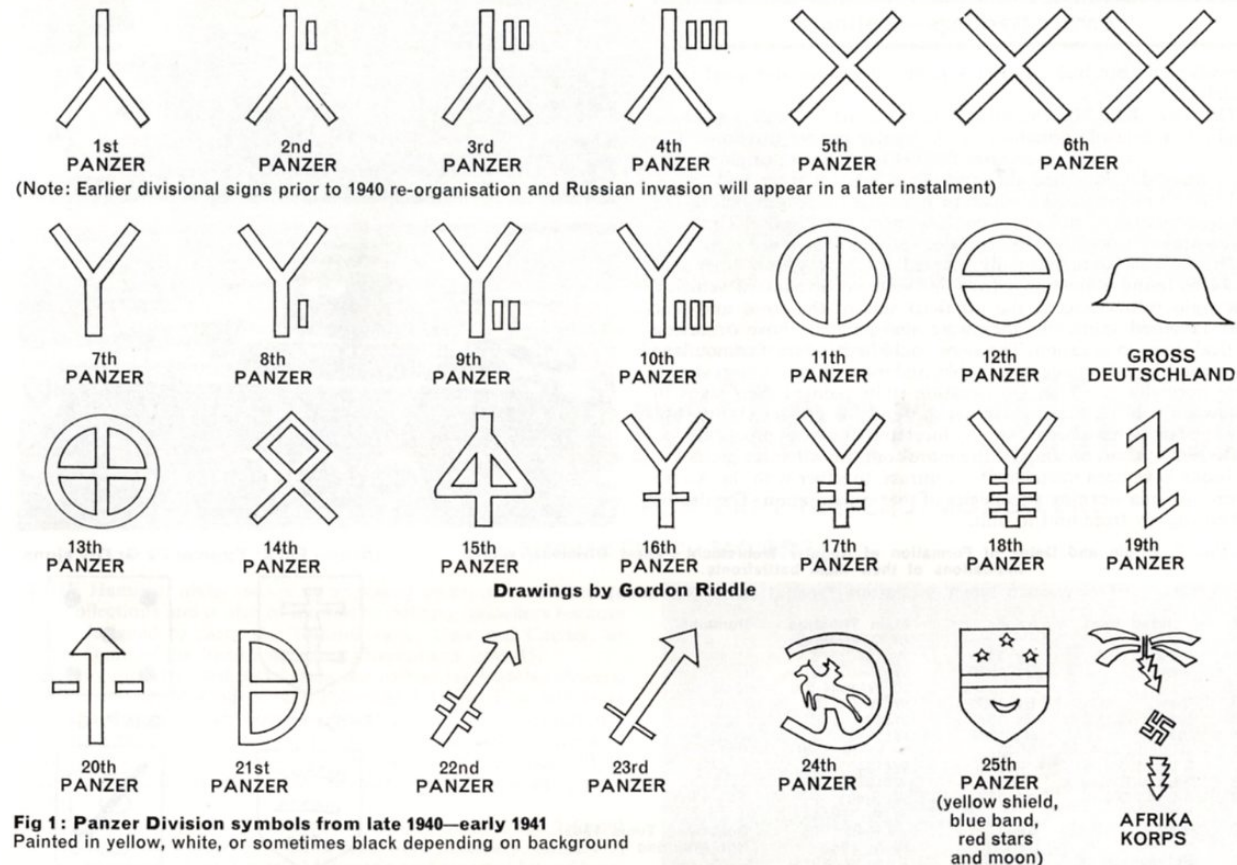 1st PANZER
2nd PANZER
3rd PANZER
4th PANZER
5th PANZER
6th PANZER
(Note: Earlier divisional signs prior to 1940 re-organisation and Russian invasion will appear in a later instalment)
7th PANZER
8th PANZER
9th PANZER
10th PANZER
11th PANZER
12th PANZER
GROSS DEUTSCHLAND
13th PANZER
14th PANZER
15th PANZER
16th PANZER
17th PANZER
18th PANZER
19th PANZER
Drawings by Gordon Riddle
20th PANZER
21st PANZER
22nd PANZER
23rd PANZER
24th PANZER
25th PANZER
(yellow shield,
blue band,
red stars
and moon)
AFRIKA KORPS
Fig 1: Panzer Division symbols from late 1940—early 1941
Painted in yellow, white, or sometimes black depending on background